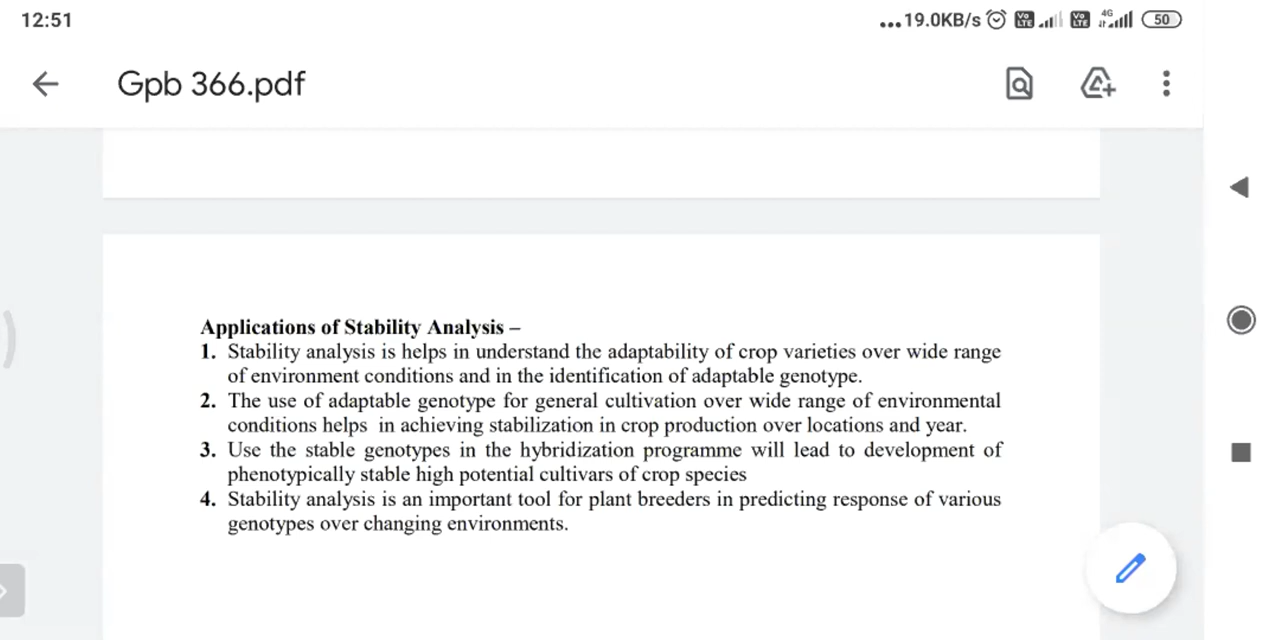 12:51
...19.0KB/s Vo LTE Vo LTE 4G 50
Gpb 366.pdf
Applications of Stability Analysis –
1. Stability analysis is helps in understand the adaptability of crop varieties over wide range
of environment conditions and in the identification of adaptable genotype.
2. The use of adaptable genotype for general cultivation over wide range of environmental
conditions helps in achieving stabilization in crop production over locations and year.
3. Use the stable genotypes in the hybridization programme will lead to development of
phenotypically stable high potential cultivars of crop species
4. Stability analysis is an important tool for plant breeders in predicting response of various
genotypes over changing environments.